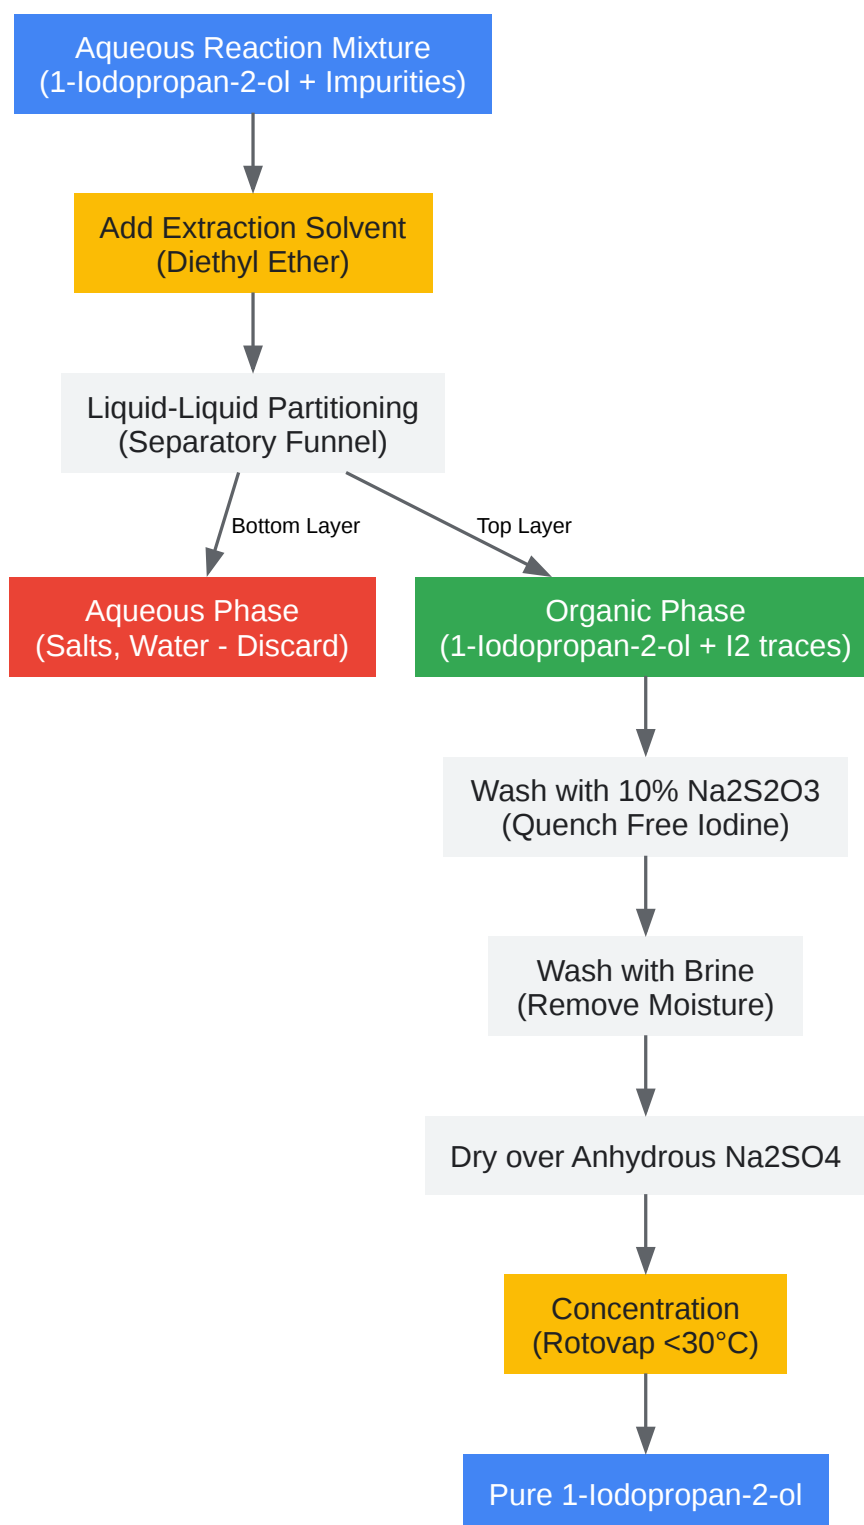 Aqueous Reaction Mixture
(1-Iodopropan-2-ol + Impurities)
Add Extraction Solvent
(Diethyl Ether)
Liquid-Liquid Partitioning
(Separatory Funnel)
Bottom Layer
Top Layer
Aqueous Phase
(Salts, Water - Discard)
Organic Phase
(1-Iodopropan-2-ol + I2 traces)
Wash with 10% Na2S2O3
(Quench Free Iodine)
Wash with Brine
(Remove Moisture)
Dry over Anhydrous Na2SO4
Concentration
(Rotovap <30°C)
Pure 1-Iodopropan-2-ol